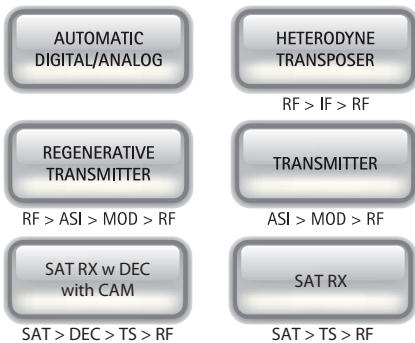 AUTOMATIC
DIGITAL/ANALOG
HETERODYNE
TRANSPOSER
RF > IF > RF
REGENERATIVE
TRANSMITTER
RF > ASI > MOD > RF
TRANSMITTER
ASI > MOD > RF
SAT RX w DEC
with CAM
SAT > DEC > TS > RF
SAT RX
SAT > TS > RF